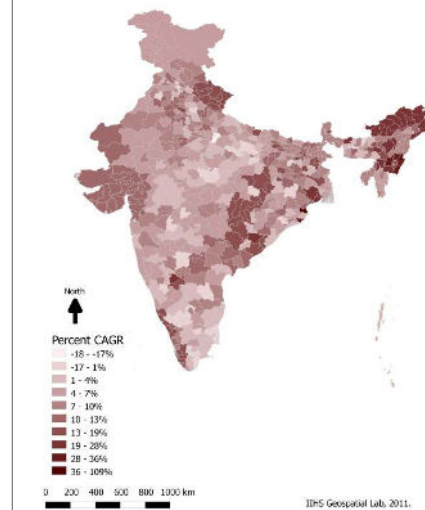 North
Percent CAGR
-18 - -17%
-17 - 1%
1 - 4%
4 - 7%
7 - 10%
10 - 13%
13 - 19%
19 - 28%
28 - 36%
36 - 109%
0 200 400 600 800 1000 km
IIHS Geospatial Lab, 2011.